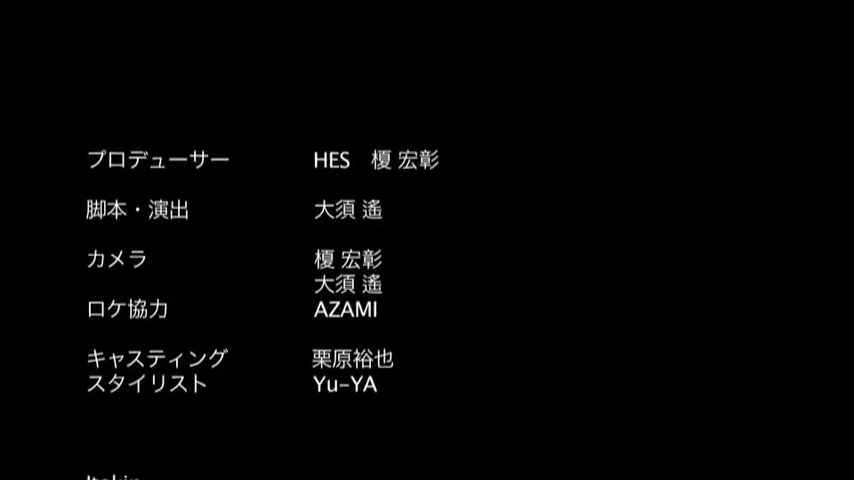 プロデューサー HES 榎 宏彰
脚本・演出 大須 遙
カメラ 榎 宏彰
大須 遙
ロケ協力 AZAMI
キャスティング 栗原裕也
スタイリスト Yu-YA